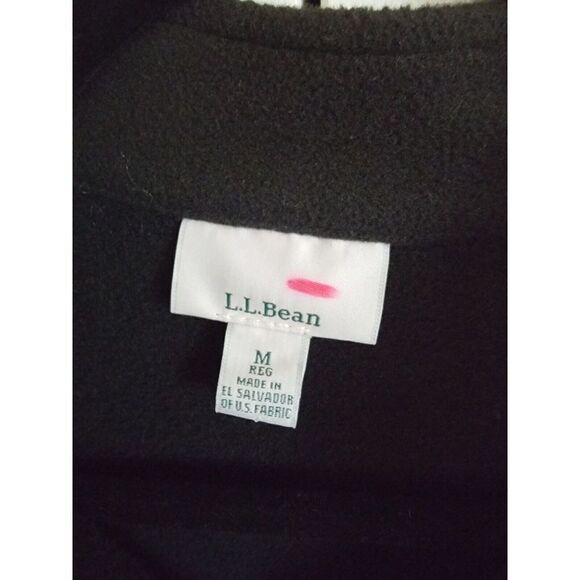 L.L.Bean
M
REG
MADE IN
EL SALVADOR
OF U.S. FABRIC